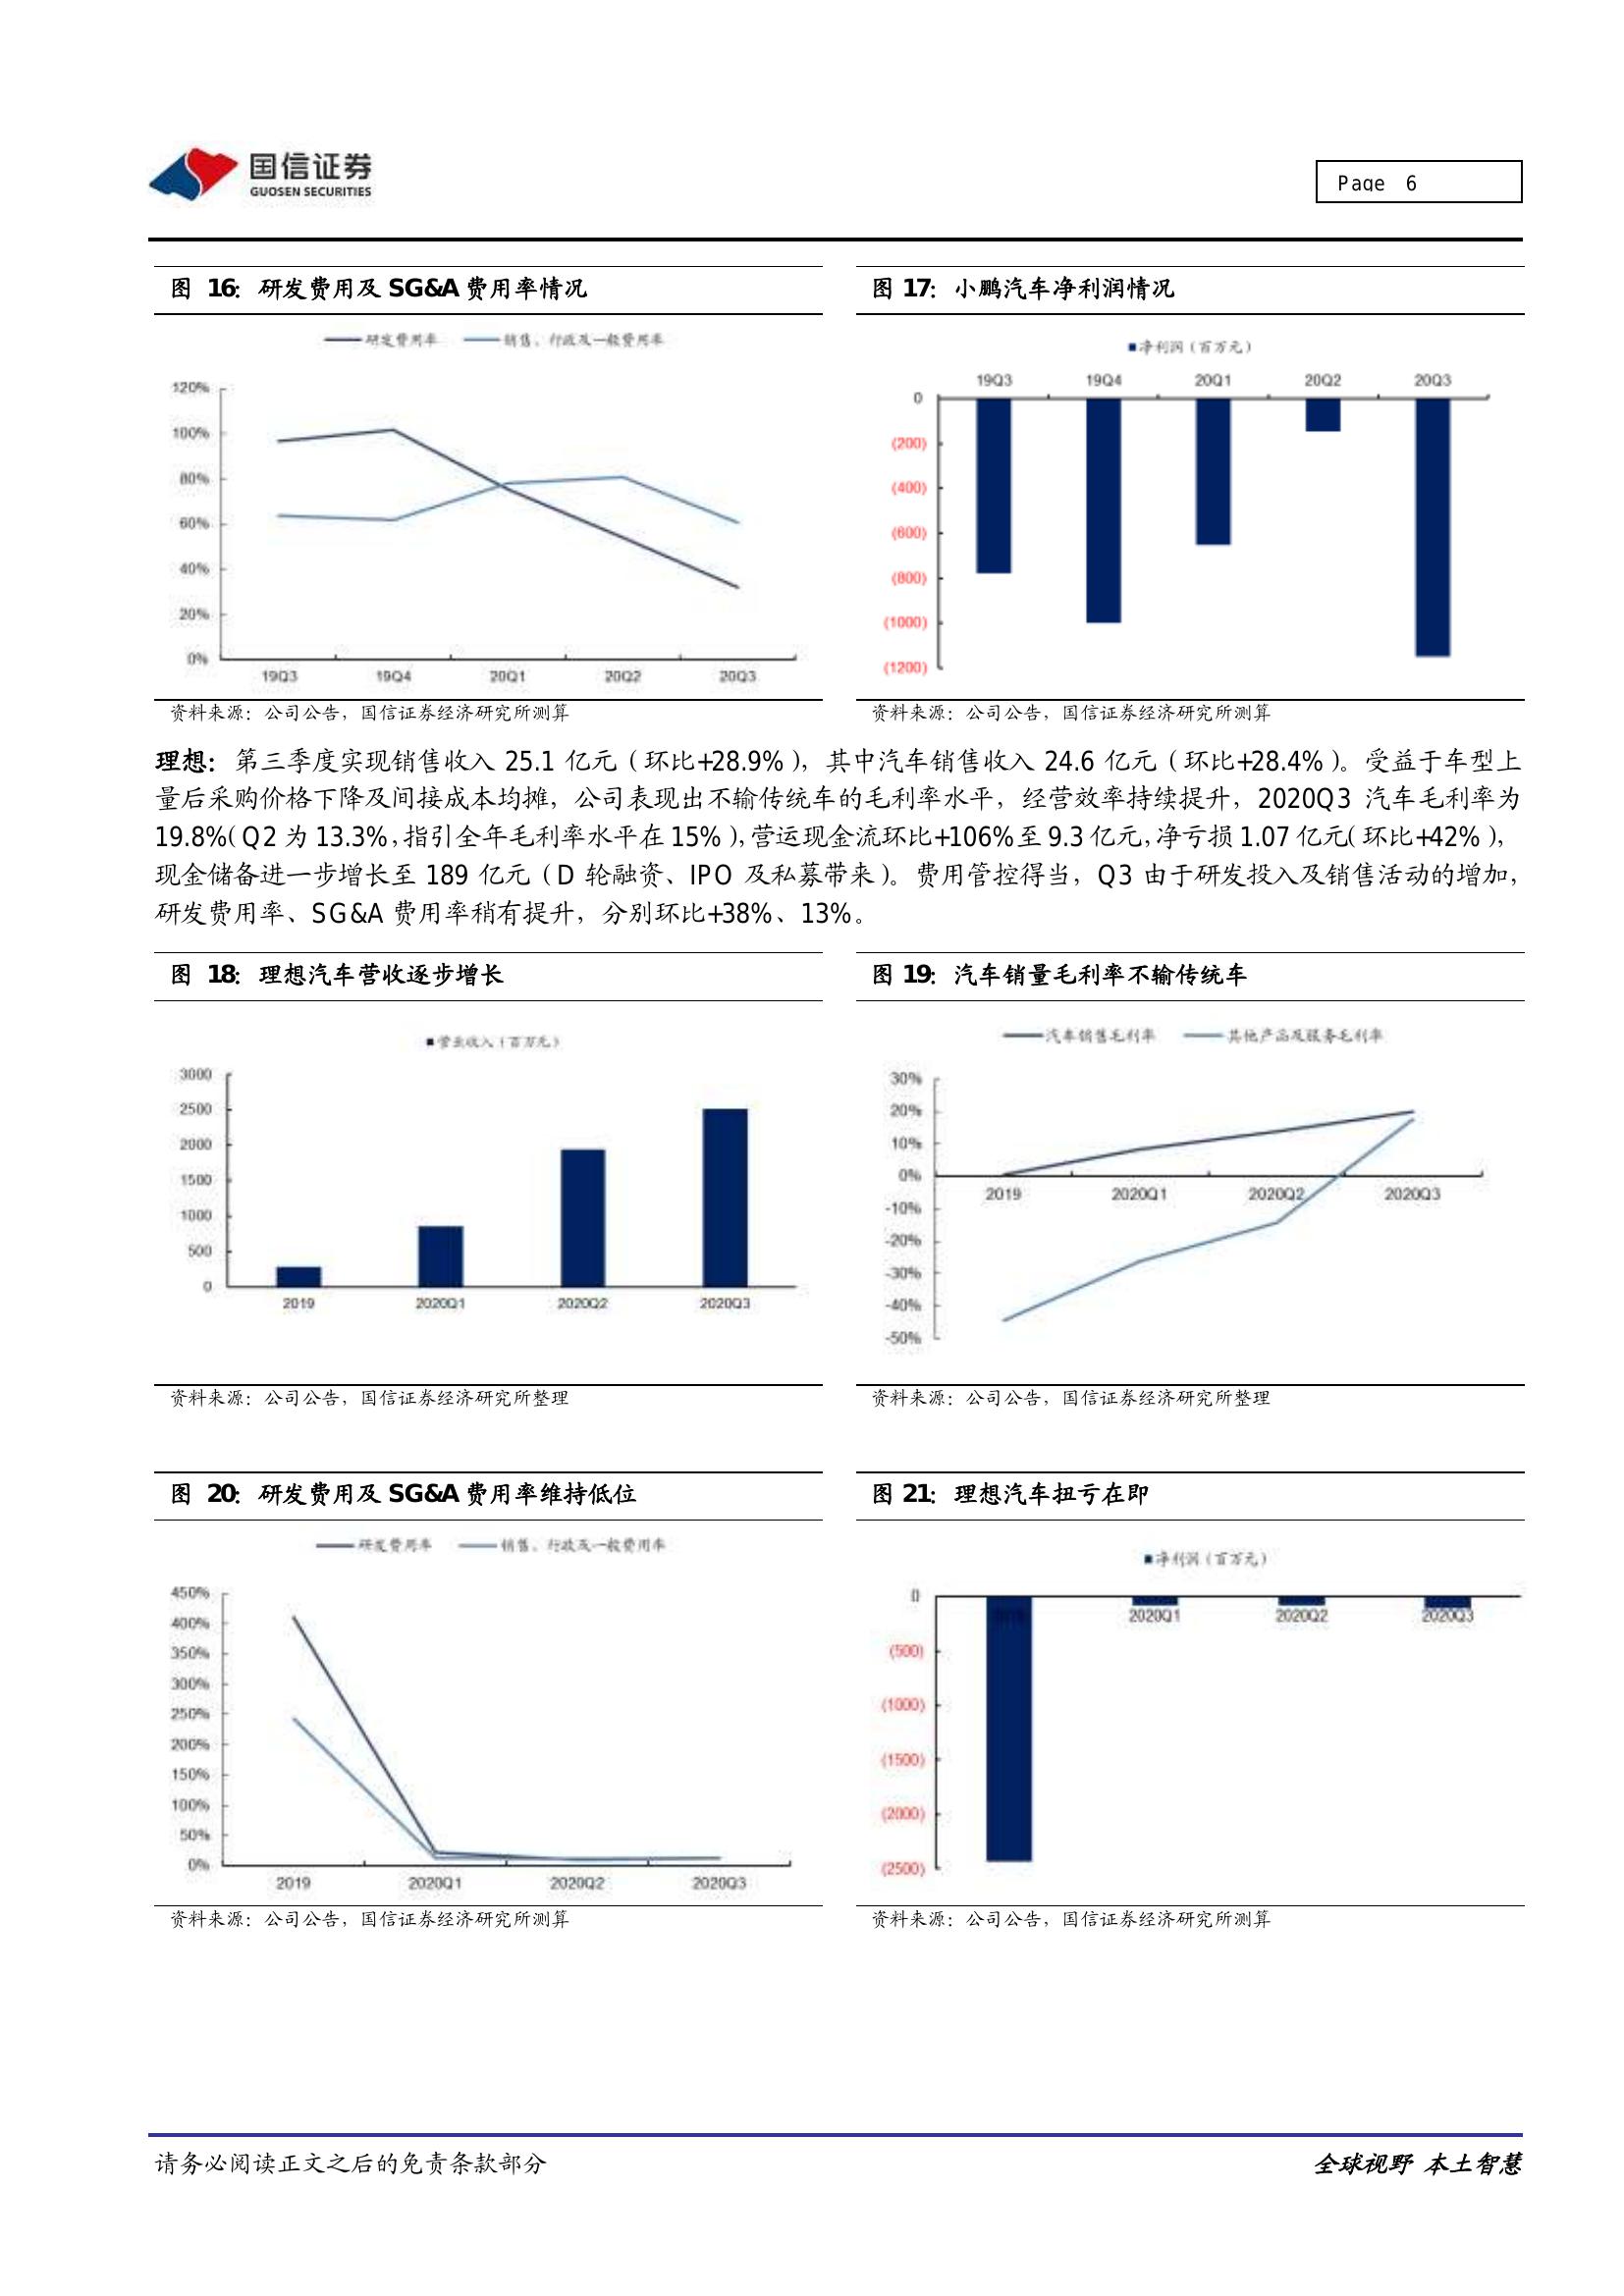 国信证券
GUOSEN SECURITIES
Page 6
图 16：研发费用及 SG&A 费用率情况
研发费用率 销售、行政及一般费用率
120%
100%
80%
60%
40%
20%
0%
19Q3 19Q4 20Q1 20Q2 20Q3
资料来源：公司公告，国信证券经济研究所测算
图 17：小鹏汽车净利润情况
净利润（百万元）
19Q3 19Q4 20Q1 20Q2 20Q3
0
(200)
(400)
(600)
(800)
(1000)
(1200)
资料来源：公司公告，国信证券经济研究所测算
理想：第三季度实现销售收入 25.1 亿元（环比+28.9%），其中汽车销售收入 24.6 亿元（环比+28.4%）。受益于车型上
量后采购价格下降及间接成本均摊，公司表现出不输传统车的毛利率水平，经营效率持续提升，2020Q3 汽车毛利率为
19.8%（Q2 为 13.3%，指引全年毛利率水平在 15%），营运现金流环比+106%至 9.3 亿元，净亏损 1.07 亿元（环比+42%），
现金储备进一步增长至 189 亿元（D 轮融资、IPO 及私募带来）。费用管控得当，Q3 由于研发投入及销售活动的增加，
研发费用率、SG&A 费用率稍有提升，分别环比+38%、13%。
图 18：理想汽车营收逐步增长
营业收入（百万元）
3000
2500
2000
1500
1000
500
0
2019 2020Q1 2020Q2 2020Q3
资料来源：公司公告，国信证券经济研究所整理
图 19：汽车销量毛利率不输传统车
汽车销售毛利率 其他产品及服务毛利率
30%
20%
10%
0%
-10%
-20%
-30%
-40%
-50%
2019 2020Q1 2020Q2 2020Q3
资料来源：公司公告，国信证券经济研究所整理
图 20：研发费用及 SG&A 费用率维持低位
研发费用率 销售、行政及一般费用率
450%
400%
350%
300%
250%
200%
150%
100%
50%
0%
2019 2020Q1 2020Q2 2020Q3
资料来源：公司公告，国信证券经济研究所测算
图 21：理想汽车扭亏在即
净利润（百万元）
0
(500)
(1000)
(1500)
(2000)
(2500)
2020Q1 2020Q2 2020Q3
资料来源：公司公告，国信证券经济研究所测算
请务必阅读正文之后的免责条款部分
全球视野 本土智慧